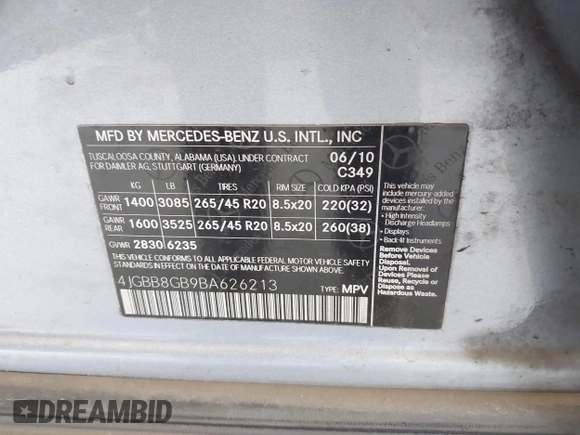 MFD BY MERCEDES-BENZ U.S. INTL., INC
TUSCALOOSA COUNTY, ALABAMA (USA), UNDER CONTRACT 06/10
FOR DAIMLER AG, STUTTGART (GERMANY) C349
KG LB TIRES RIM SIZE COLD KPA (PSI)
GAWR FRONT 1400 3085 265/45 R20 8.5x20 220(32)
GAWR REAR 1600 3525 265/45 R20 8.5x20 260(38)
GVWR 2830 6235
THIS VEHICLE CONFORMS TO ALL APPLICABLE FEDERAL MOTOR VEHICLE SAFETY
STANDARDS IN EFFECT ON THE DATE OF MANUFACTURE SHOWN ABOVE.
4JGBB8GB9BA626213 TYPE: MPV
This vehicle may
include mercury-added
devices installed by
the manufacturer:
• High-Intensity
Discharge Headlamps
• Displays
• Back-lit Instruments
Remove Devices
Before Vehicle
Disposal.
Upon Removal of
Devices Please
Reuse, Recycle or
Dispose as
Hazardous Waste.
DREAMBID